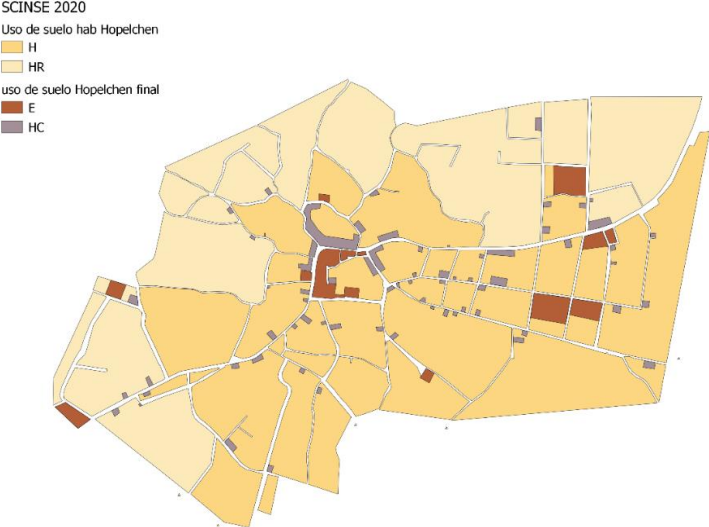 SCINSE 2020
Uso de suelo hab Hopelchen
H
HR
uso de suelo Hopelchen final
E
HC